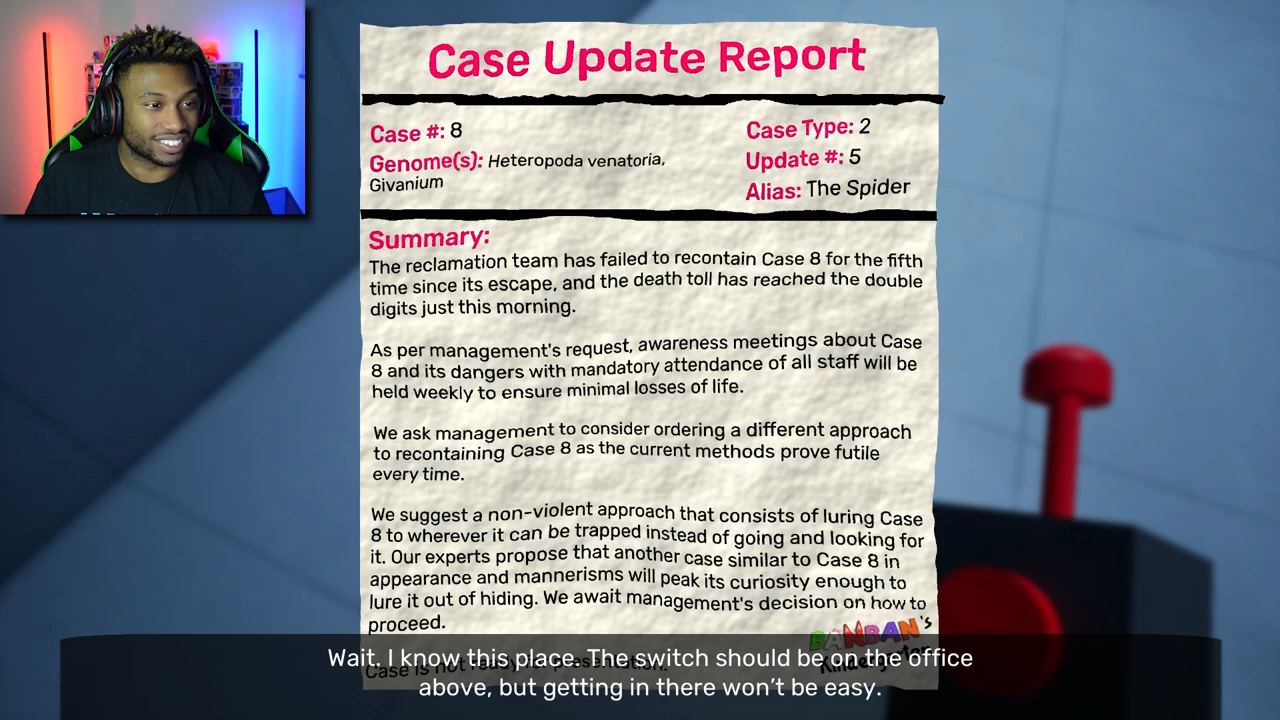 Case Update Report
Case #: 8
Case Type: 2
Genome(s): Heteropoda venatoria,
Givanium
Update #: 5
Alias: The Spider
Summary:
The reclamation team has failed to recontain Case 8 for the fifth
time since its escape, and the death toll has reached the double
digits just this morning.
As per management's request, awareness meetings about Case
8 and its dangers with mandatory attendance of all staff will be
held weekly to ensure minimal losses of life.
We ask management to consider ordering a different approach
to recontaining Case 8 as the current methods prove futile
every time.
We suggest a non-violent approach that consists of luring Case
8 to wherever it can be trapped instead of going and looking for
it. Our experts propose that another case similar to Case 8 in
appearance and mannerisms will peak its curiosity enough to
lure it out of hiding. We await management's decision on how to
proceed.
BANBAN's
Kindergarten
Case is not ready for presentation.
Wait, I know this place. The switch should be on the office
above, but getting in there won't be easy.